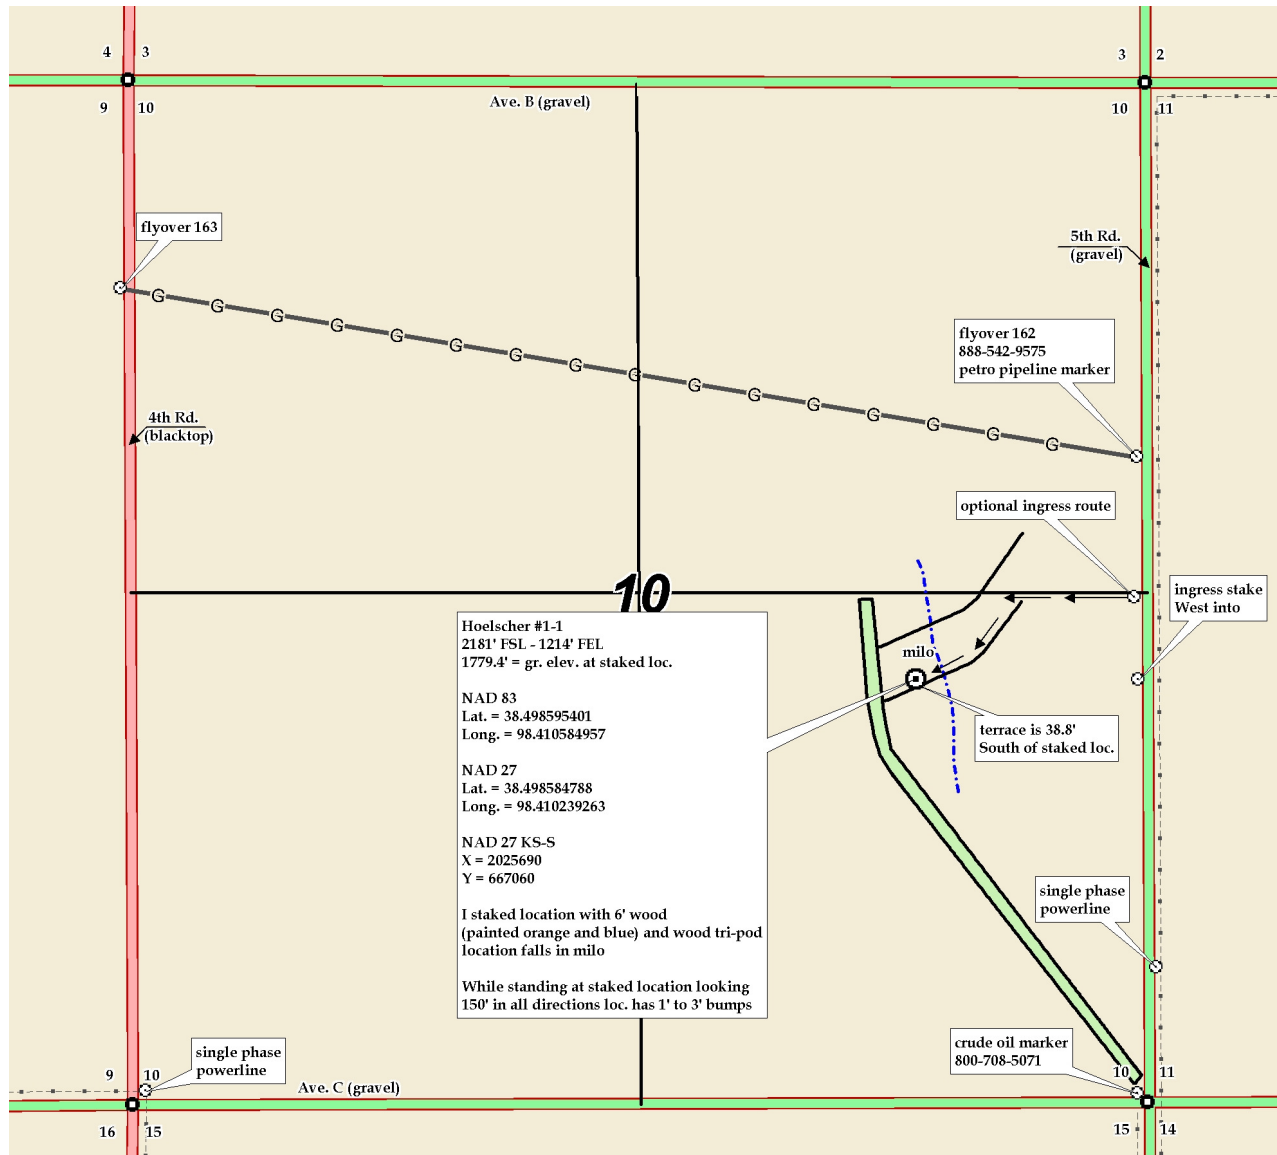 4 3
3 2
9 10
Ave. B (gravel)
10 11
flyover 163
5th Rd.
(gravel)
G G G G G G G G G G G G G G G G
flyover 162
888-542-9575
petro pipeline marker
4th Rd.
(blacktop)
optional ingress route
10
ingress stake
West into
Hoelscher #1-1
2181' FSL - 1214' FEL
1779.4' = gr. elev. at staked loc.
NAD 83
Lat. = 38.498595401
Long. = 98.410584957
NAD 27
Lat. = 38.498584788
Long. = 98.410239263
NAD 27 KS-S
X = 2025690
Y = 667060
I staked location with 6' wood
(painted orange and blue) and wood tri-pod
location falls in milo
While standing at staked location looking
150' in all directions loc. has 1' to 3' bumps
milo
terrace is 38.8'
South of staked loc.
single phase
powerline
crude oil marker
800-708-5071
single phase
powerline
9 10
Ave. C (gravel)
10 11
16 15
15 14